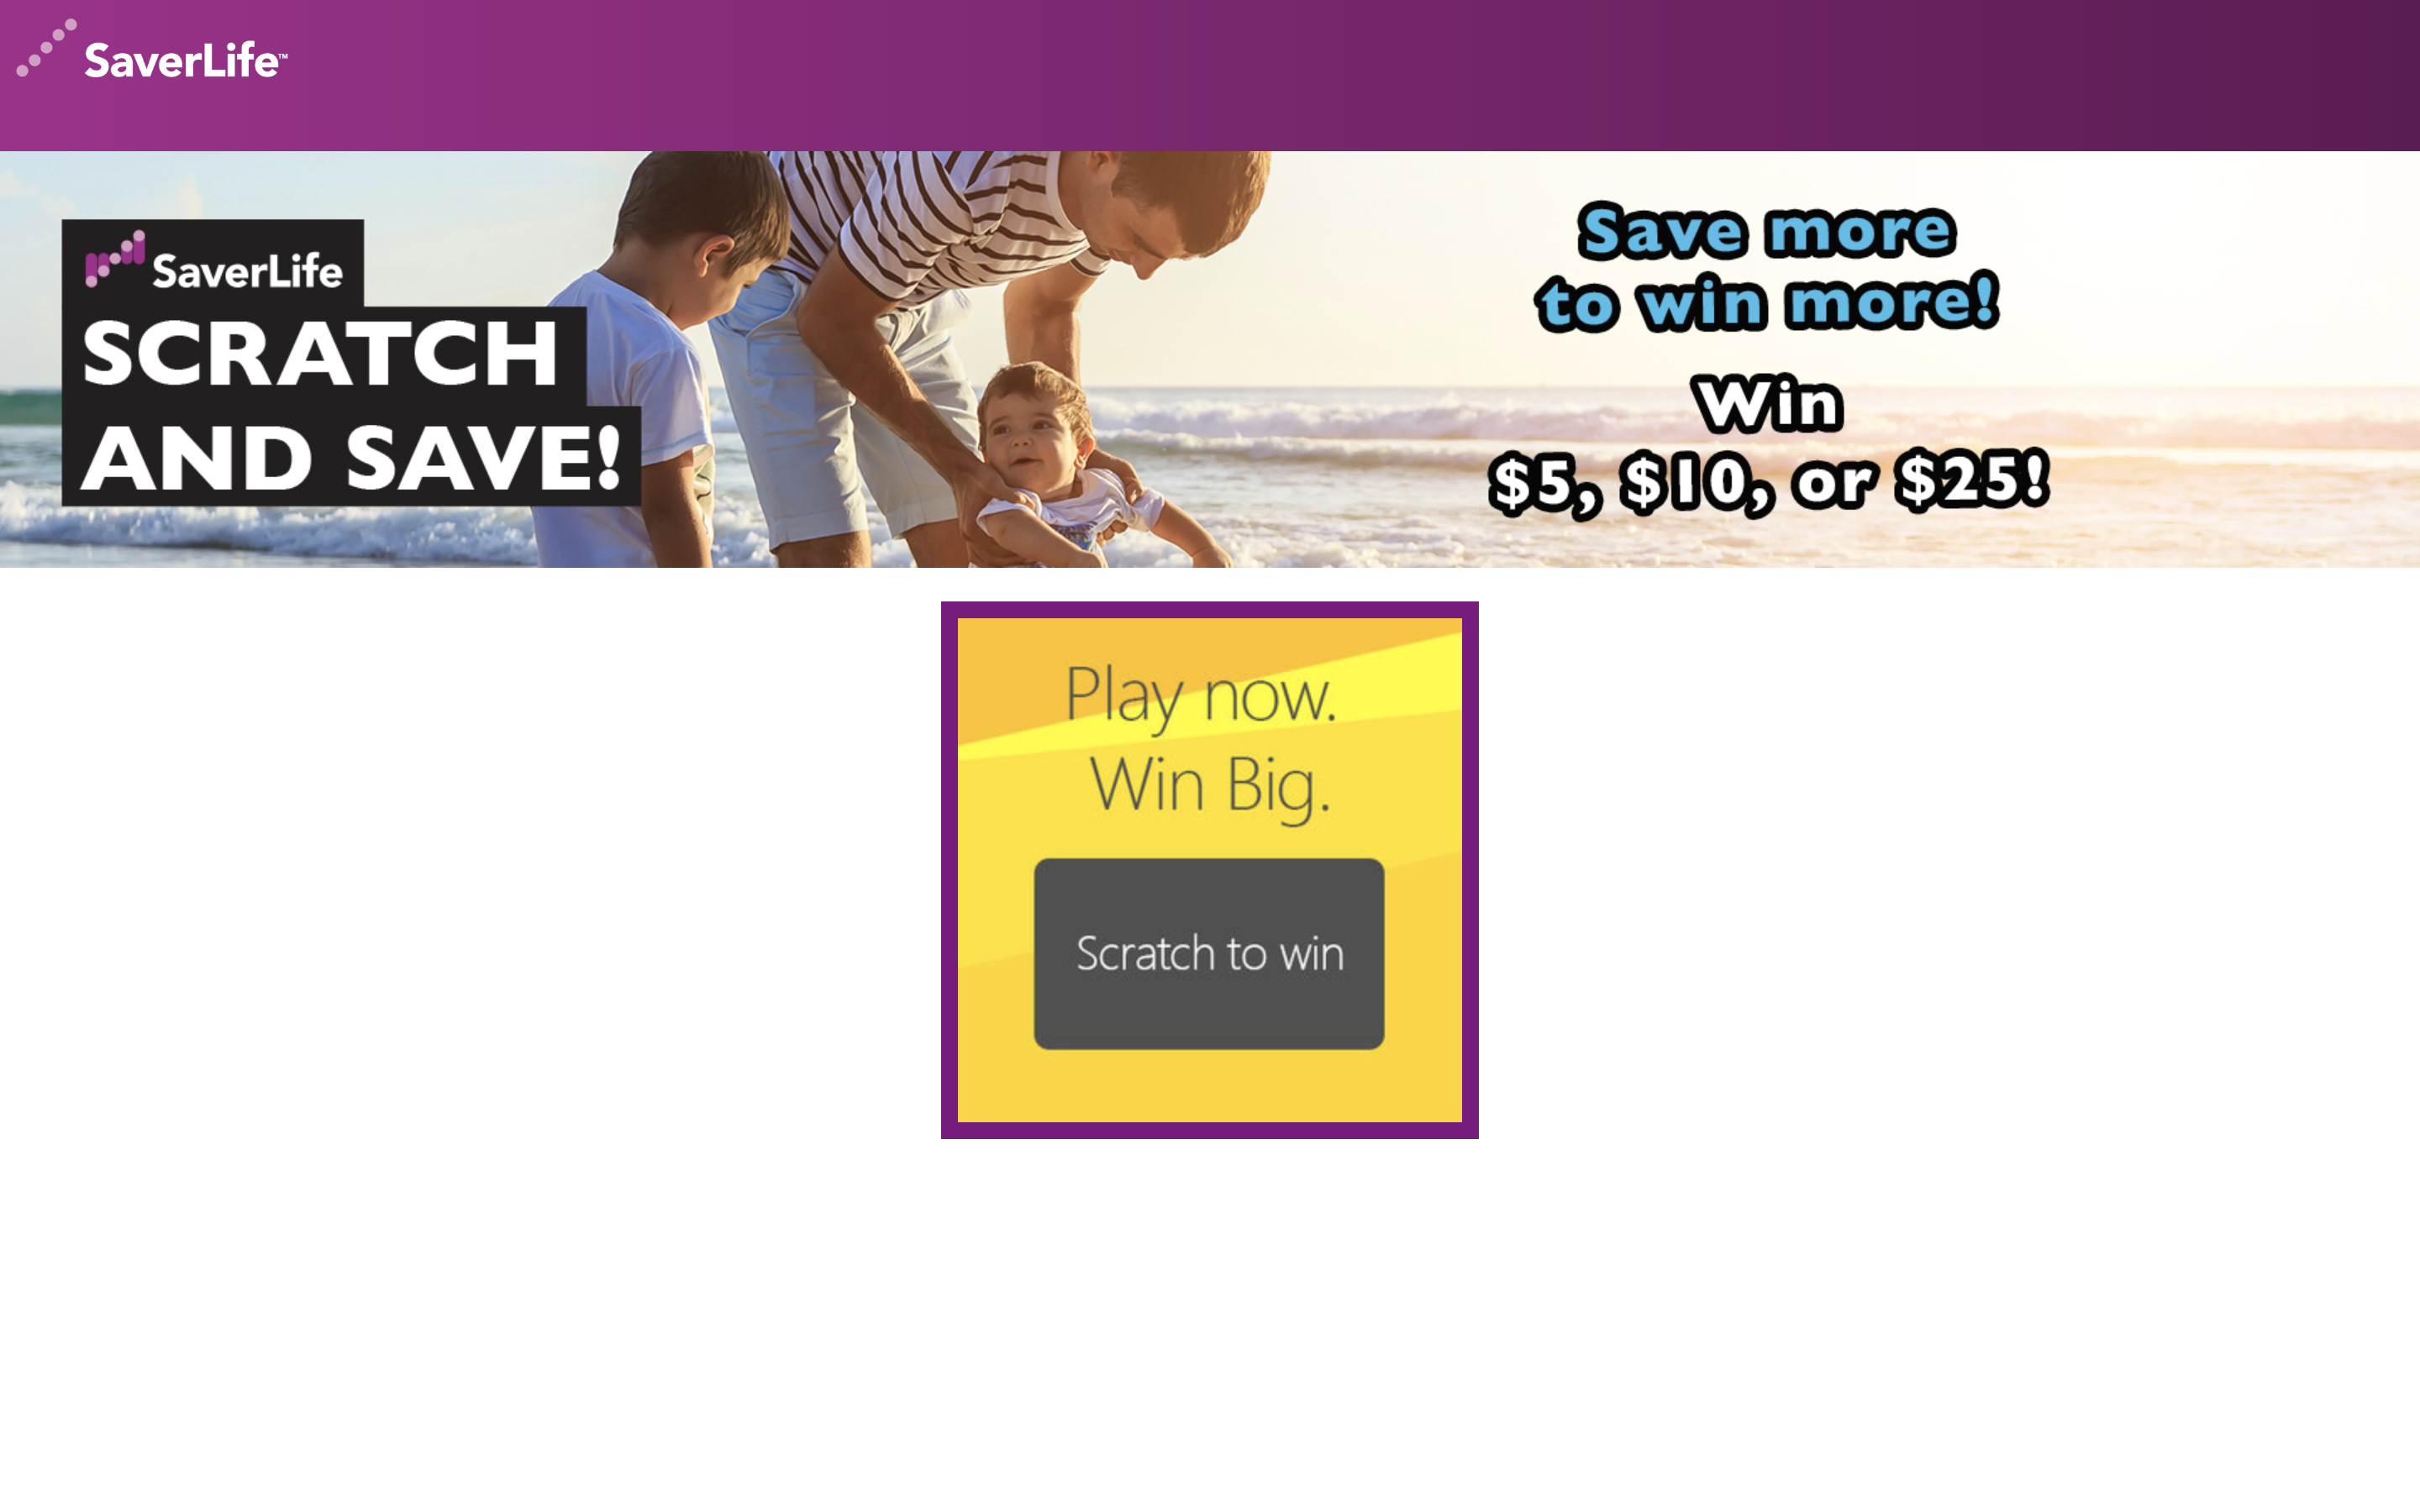 SaverLife™
SaverLife
SCRATCH
AND SAVE!
Save more
to win more!
Win
$5, $10, or $25!
Play now.
Win Big.
Scratch to win